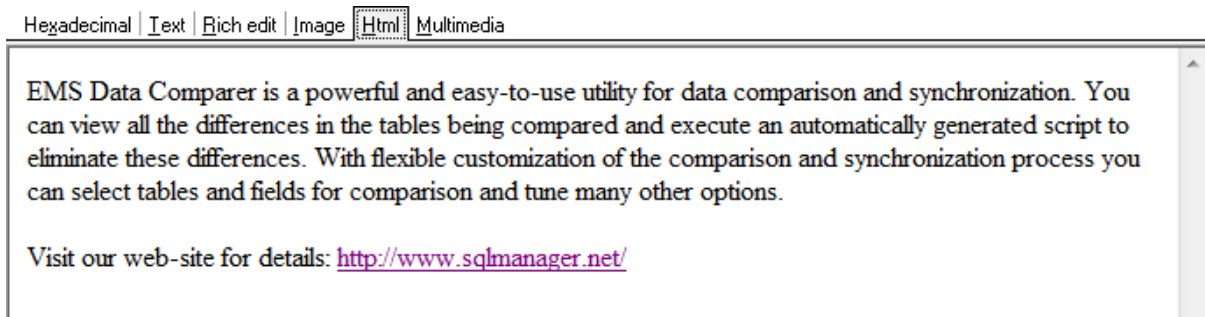 Hexadecimal Text Rich edit Image Html Multimedia
EMS Data Comparer is a powerful and easy-to-use utility for data comparison and synchronization. You
can view all the differences in the tables being compared and execute an automatically generated script to
eliminate these differences. With flexible customization of the comparison and synchronization process you
can select tables and fields for comparison and tune many other options.
Visit our web-site for details: http://www.sqlmanager.net/